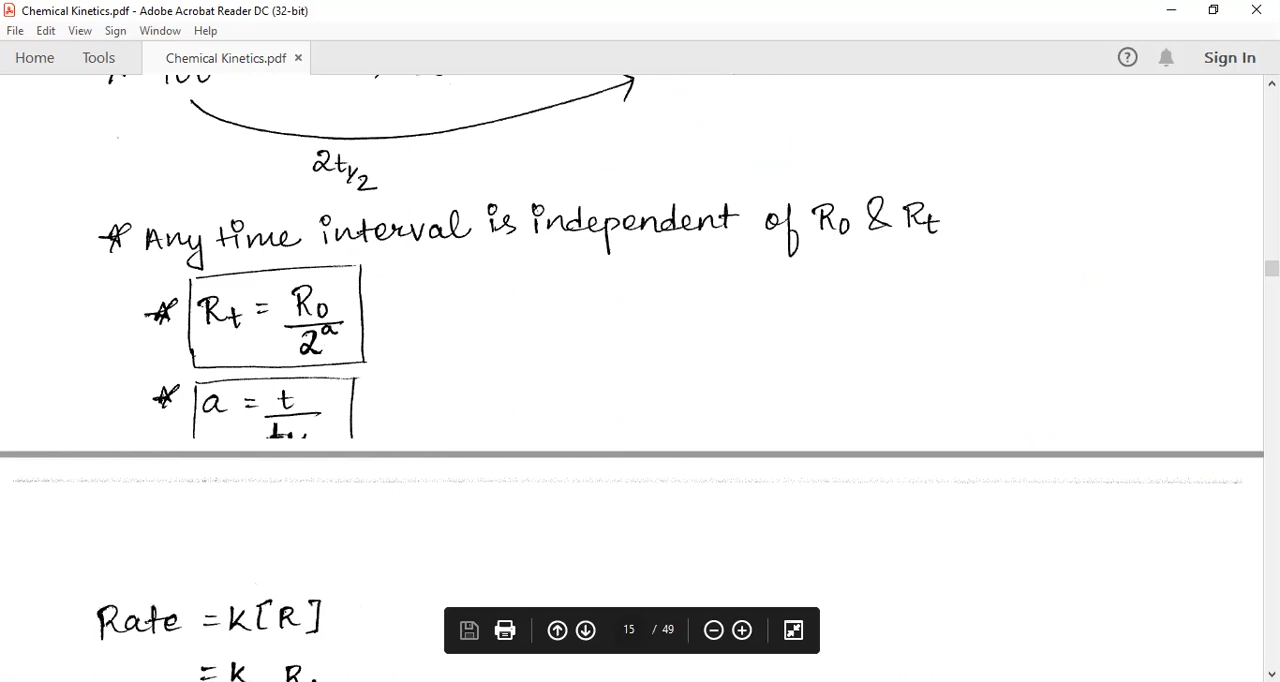 Chemical Kinetics.pdf - Adobe Acrobat Reader DC (32-bit)
File Edit View Sign Window Help
Home Tools Chemical Kinetics.pdf × Sign In
2t1/2
* Any time interval is independent of R0 & Rt
* Rt = R0/2^a
* a = t
Rate = K[R]
= K R
15 / 49